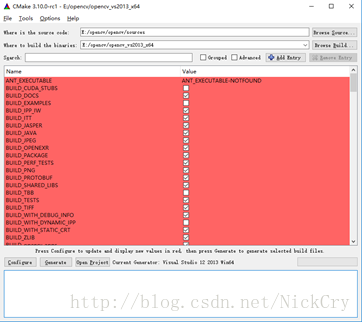 CMake 3.10.0-rc1 - E:/opencv/opencv_vs2013_x64
File Tools Options Help
Where is the source code: E:/opencv/opencv/sources Browse Source...
Where to build the binaries: E:/opencv/opencv_vs2013_x64 Browse Build...
Search: Grouped Advanced Add Entry Remove Entry
Name Value
ANT_EXECUTABLE ANT_EXECUTABLE-NOTFOUND
BUILD_CUDA_STUBS
BUILD_DOCS
BUILD_EXAMPLES
BUILD_IPP_IW
BUILD_ITT
BUILD_JASPER
BUILD_JAVA
BUILD_JPEG
BUILD_OPENEXR
BUILD_PACKAGE
BUILD_PERF_TESTS
BUILD_PNG
BUILD_PROTOBUF
BUILD_SHARED_LIBS
BUILD_TBB
BUILD_TESTS
BUILD_TIFF
BUILD_WITH_DEBUG_INFO
BUILD_WITH_DYNAMIC_IPP
BUILD_WITH_STATIC_CRT
BUILD_ZLIB
Press Configure to update and display new values in red, then press Generate to generate selected build files.
Configure Generate Open Project Current Generator: Visual Studio 12 2013 Win64
http://blog.csdn.net/NickCry